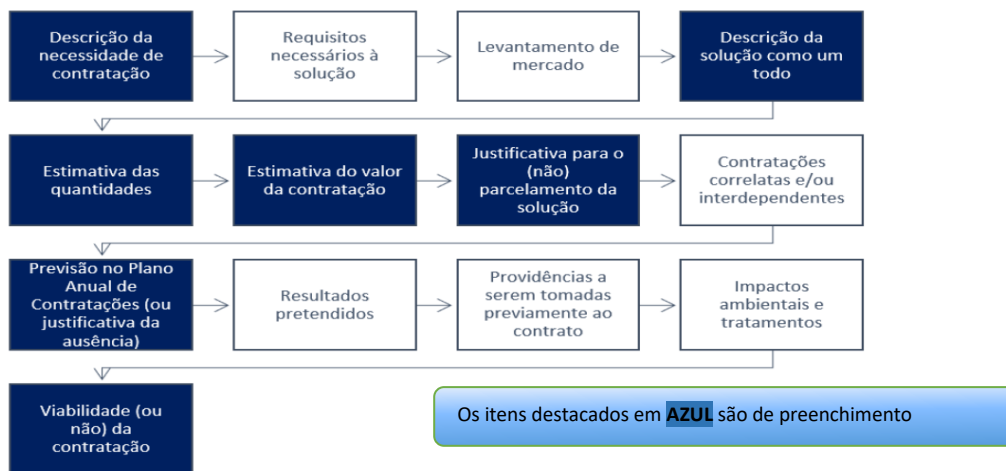 Descrição da
necessidade de
contratação
Requisitos
necessários à
solução
Levantamento de
mercado
Descrição da
solução como um
todo
Estimativa das
quantidades
Estimativa do valor
da contratação
Justificativa para o
(não)
parcelamento da
solução
Contratações
correlatas e/ou
interdependentes
Previsão no Plano
Anual de
Contratações (ou
justificativa da
ausência)
Resultados
pretendidos
Providências a
serem tomadas
previamente ao
contrato
Impactos
ambientais e
tratamentos
Viabilidade (ou
não) da
contratação
Os itens destacados em AZUL são de preenchimento